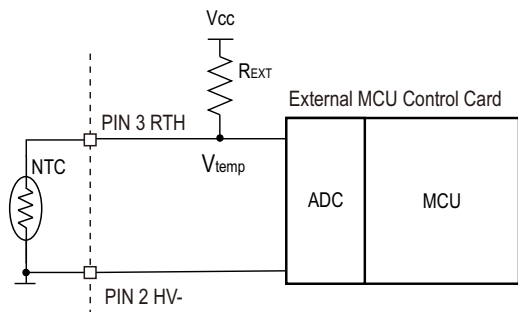 Vcc
REXT
External MCU Control Card
PIN 3 RTH
NTC
Vtemp
ADC
MCU
PIN 2 HV-